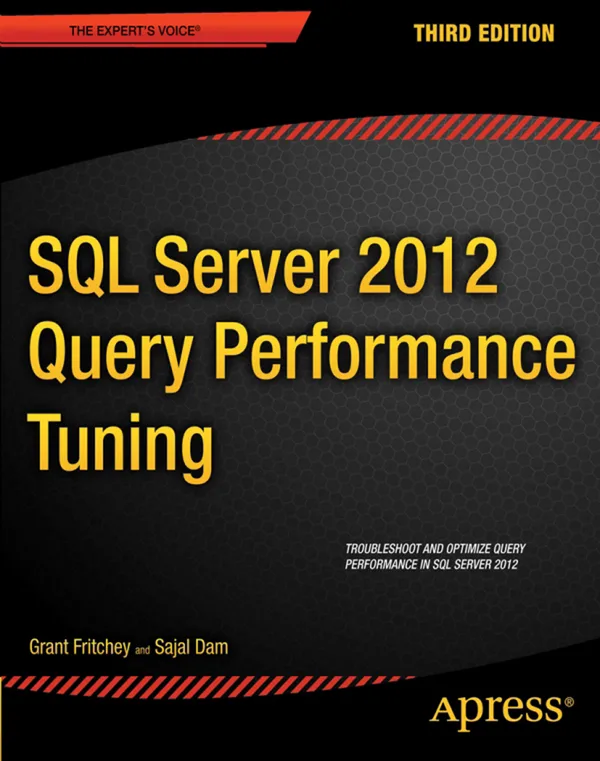 THE EXPERT'S VOICE®
THIRD EDITION
SQL Server 2012
Query Performance
Tuning
TROUBLESHOOT AND OPTIMIZE QUERY
PERFORMANCE IN SQL SERVER 2012
Grant Fritchey and Sajal Dam
Apress®